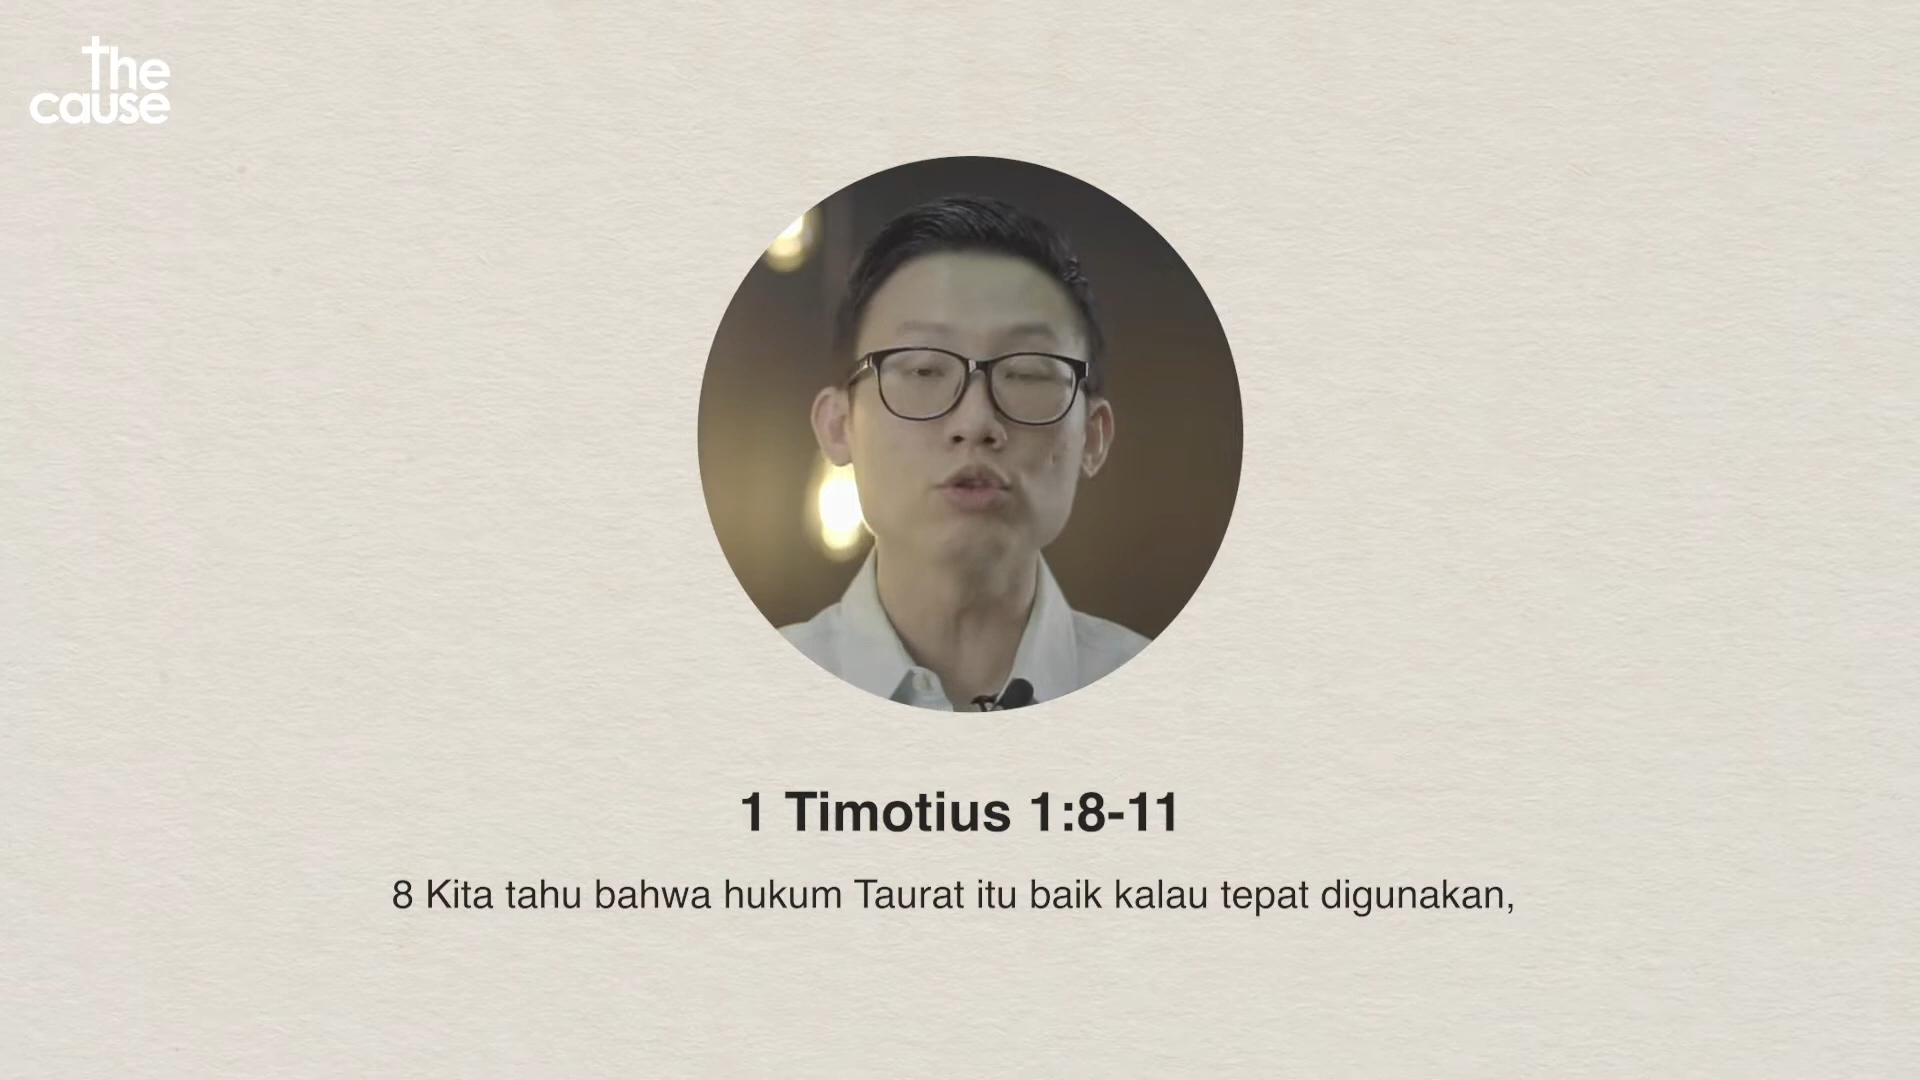 the
cause
1 Timotius 1:8-11
8 Kita tahu bahwa hukum Taurat itu baik kalau tepat digunakan,